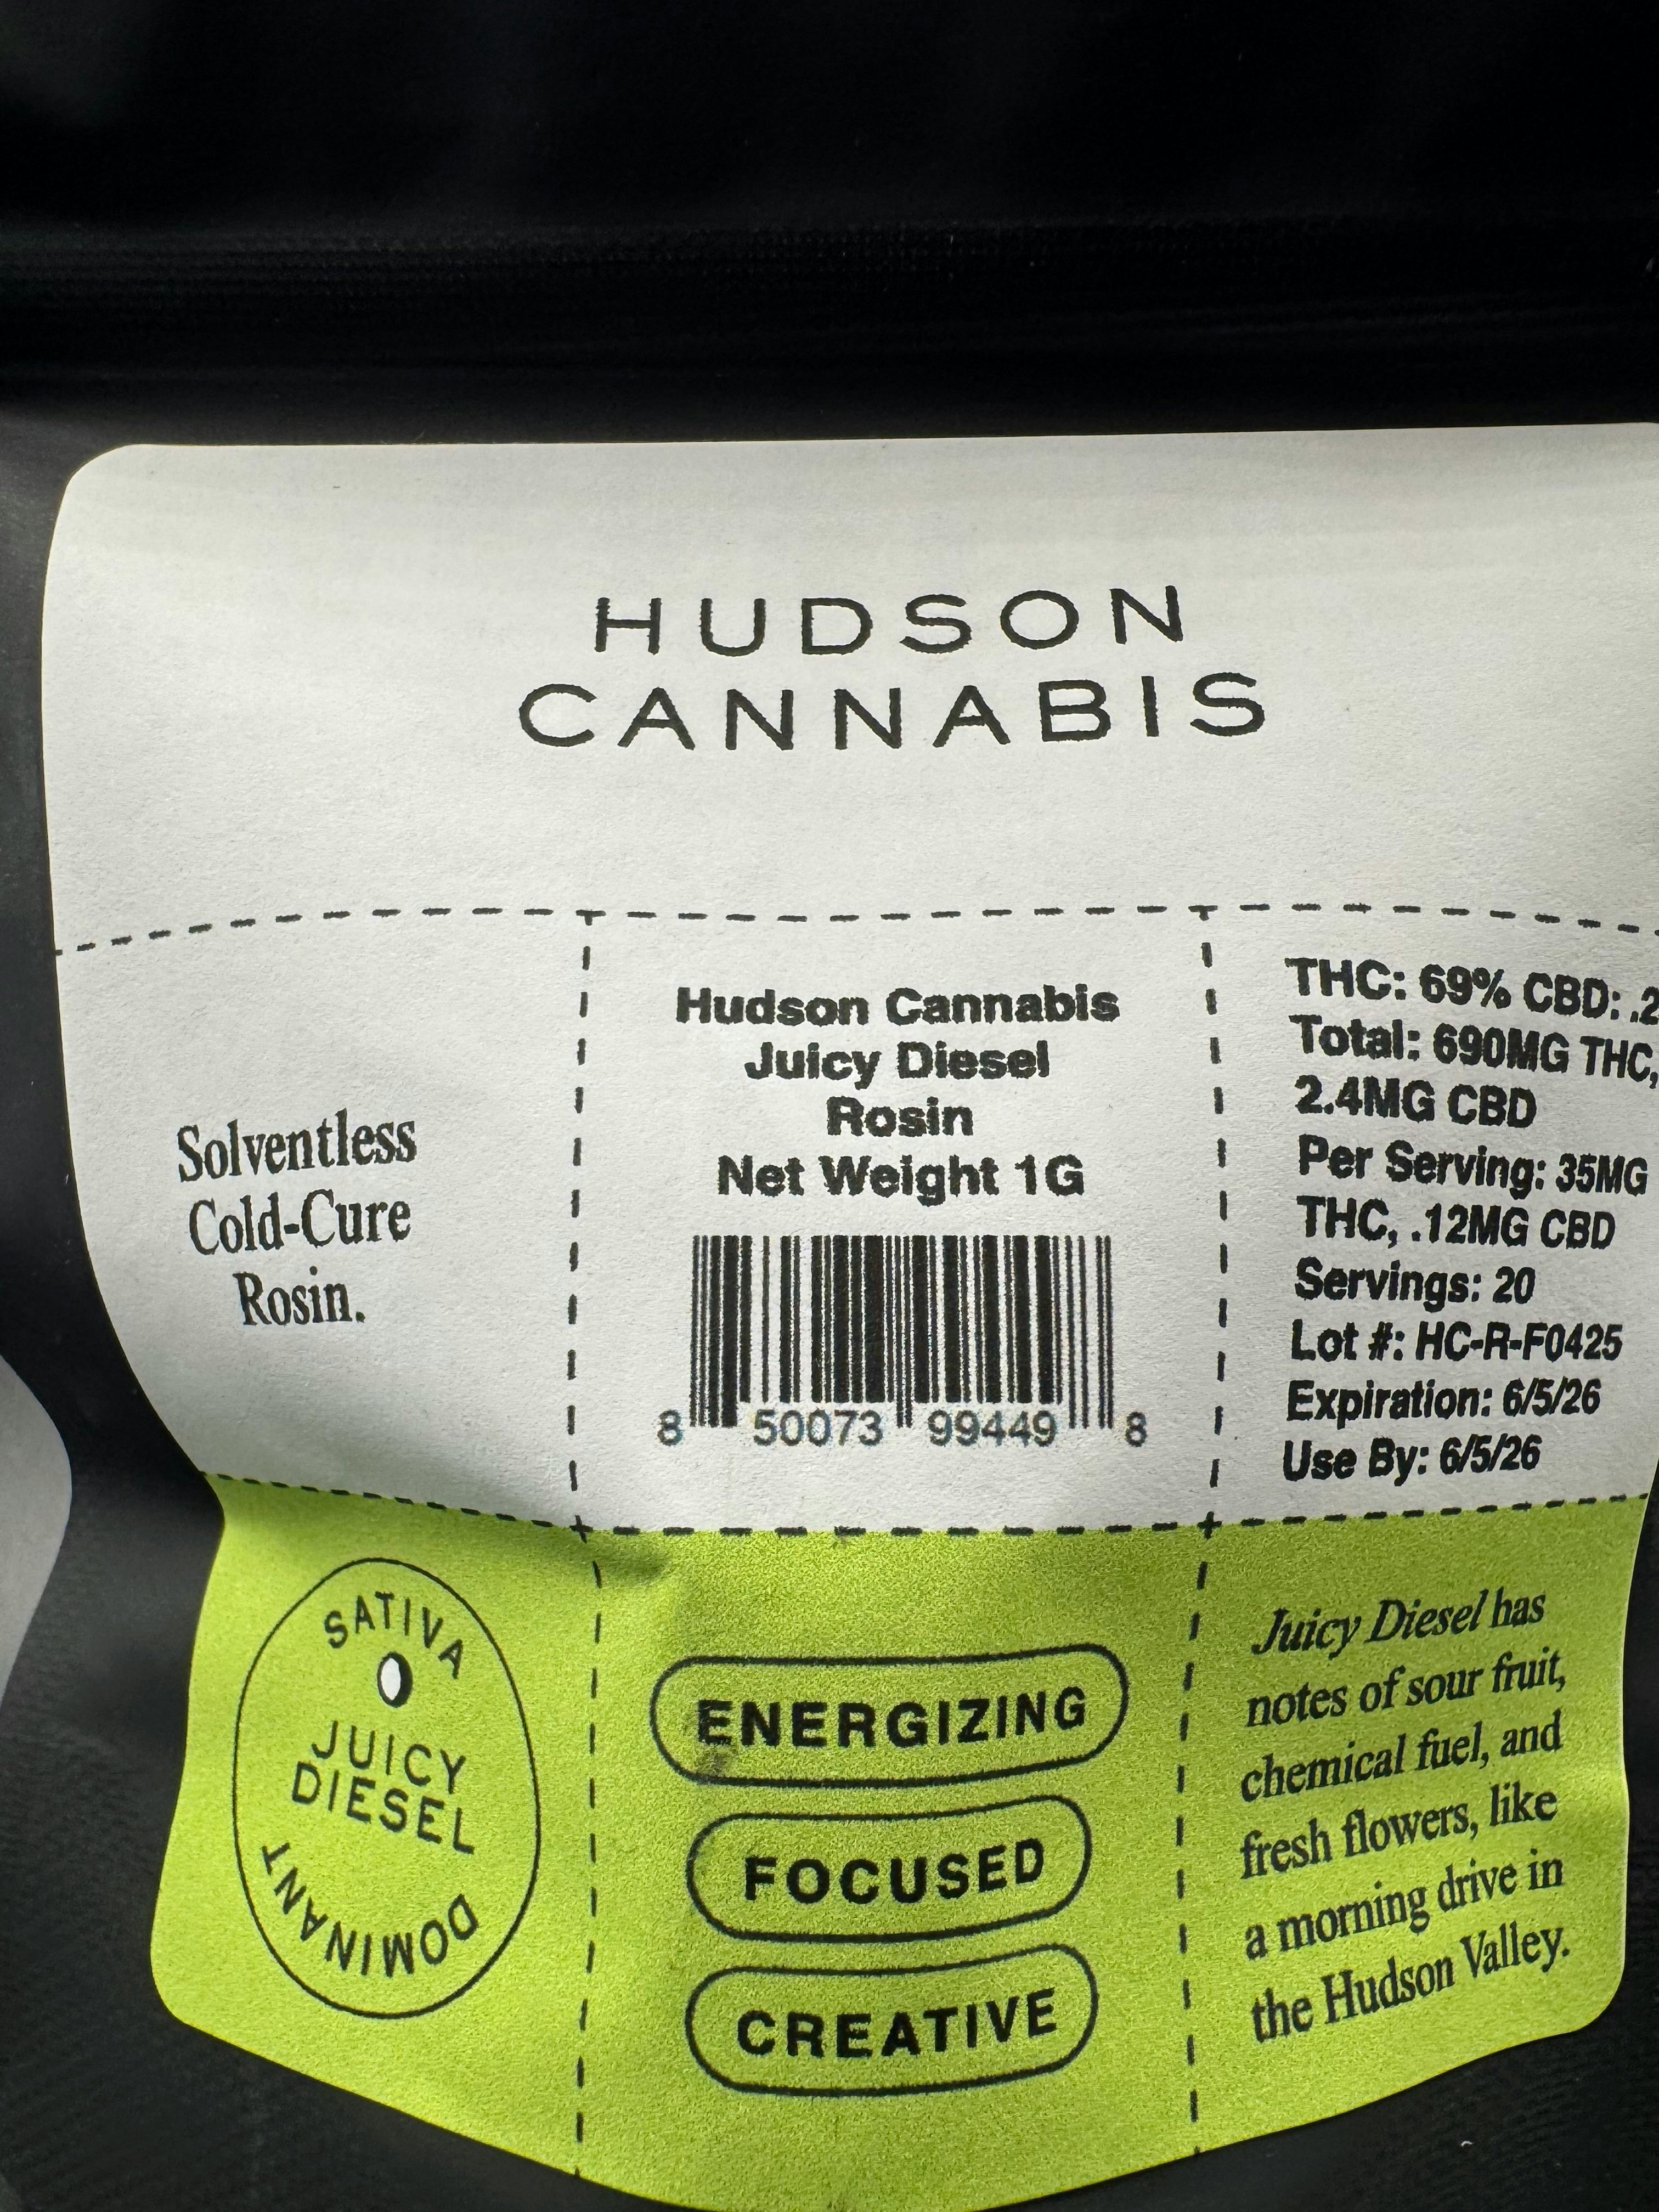 HUDSON
CANNABIS
Solventless
Cold-Cure
Rosin.
Hudson Cannabis
Juicy Diesel
Rosin
Net Weight 1G
8 50073 99449 8
THC: 69% CBD: .2
Total: 690MG THC,
2.4MG CBD
Per Serving: 35MG
THC, .12MG CBD
Servings: 20
Lot #: HC-R-F0425
Expiration: 6/5/26
Use By: 6/5/26
SATIVA
JUICY
DIESEL
DOMINANT
ENERGIZING
FOCUSED
CREATIVE
Juicy Diesel has
notes of sour fruit,
chemical fuel, and
fresh flowers, like
a morning drive in
the Hudson Valley.